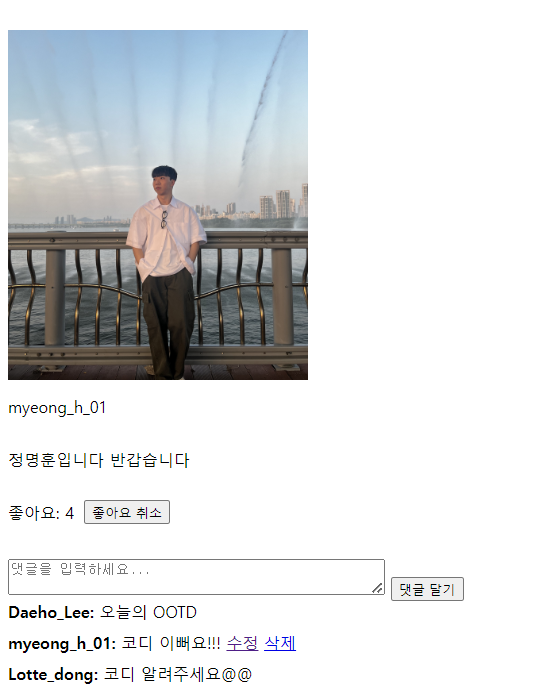 myeong_h_01
정명훈입니다 반갑습니다
좋아요: 4 좋아요 취소
댓글을 입력하세요...
댓글 달기
Daeho_Lee: 오늘의 OOTD
myeong_h_01: 코디 이뻐요!!! 수정 삭제
Lotte_dong: 코디 알려주세요@@